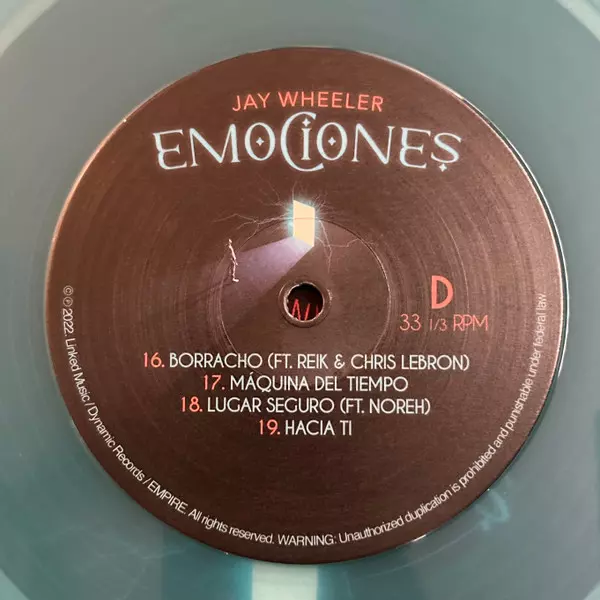 JAY WHEELER
EMOCIONES
D
33 1/3 RPM
16. BORRACHO (FT. REIK & CHRIS LEBRON)
17. MÁQUINA DEL TIEMPO
18. LUGAR SEGURO (FT. NOREH)
19. HACIA TI
©℗2022. Linked Music / Dynamic Records / EMPIRE. All rights reserved. WARNING: Unauthorized duplication is prohibited and punishable under federal law